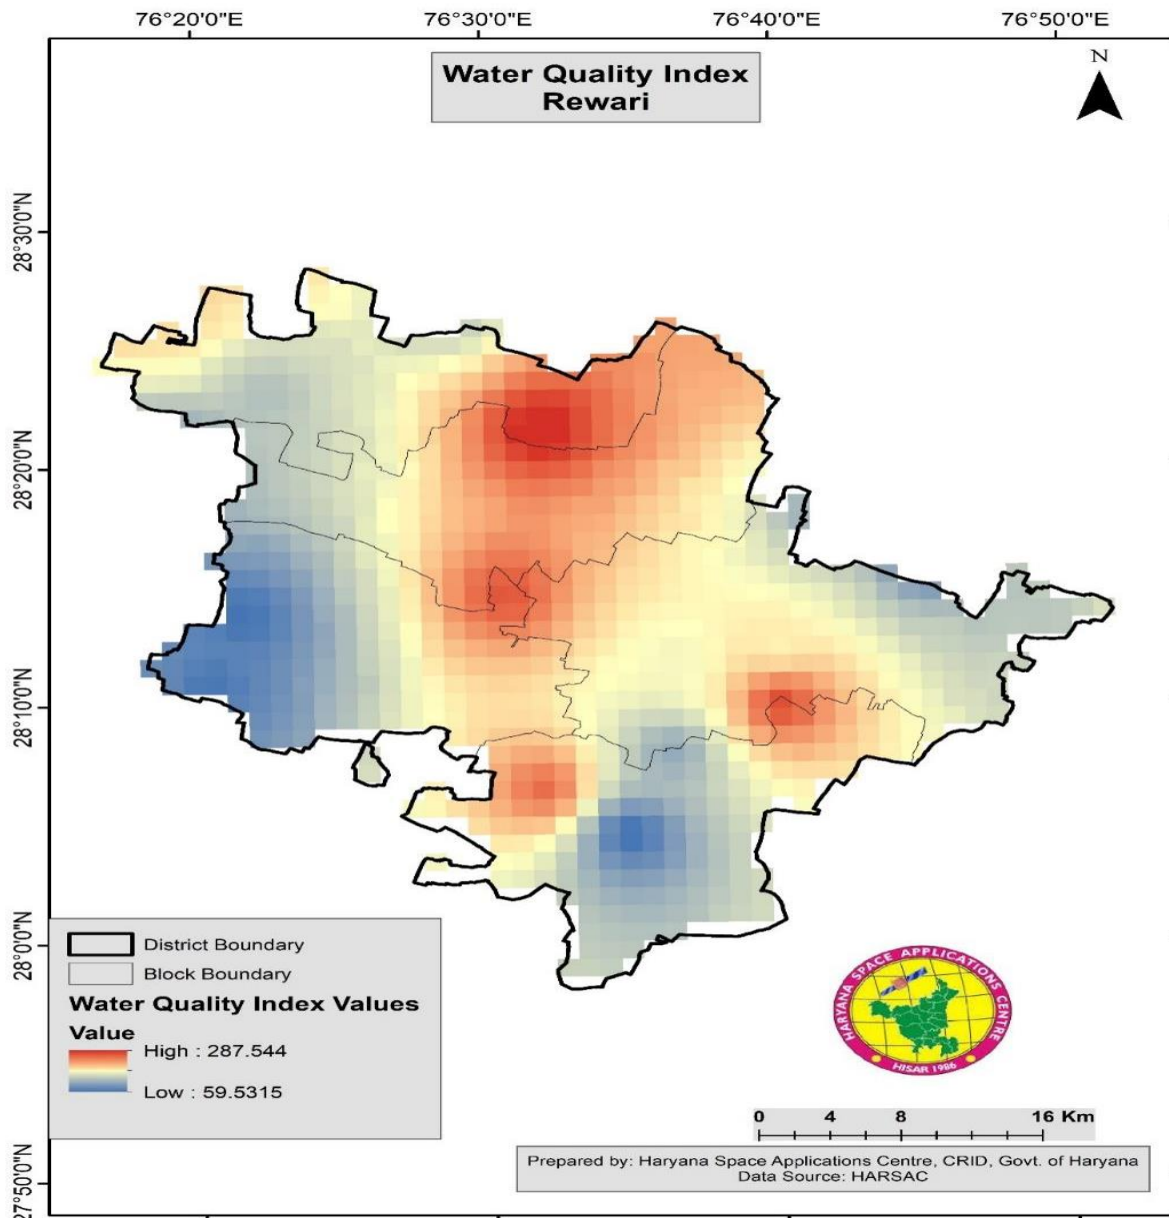 76°20'0"E 76°30'0"E 76°40'0"E 76°50'0"E
Water Quality Index
Rewari
N
28°30'0"N
28°20'0"N
28°10'0"N
28°0'0"N
27°50'0"N
District Boundary
Block Boundary
Water Quality Index Values
Value
High : 287.544
Low : 59.5315
HARYANA SPACE APPLICATIONS CENTRE
HISAR 1986
0 4 8 16 Km
Prepared by: Haryana Space Applications Centre, CRID, Govt. of Haryana
Data Source: HARSAC